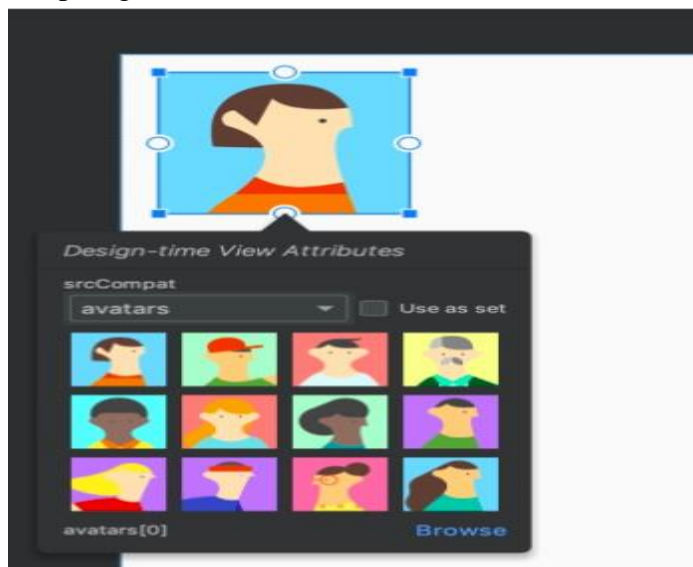 Design-time View Attributes
srcCompat
avatars Use as set
avatars[0] Browse